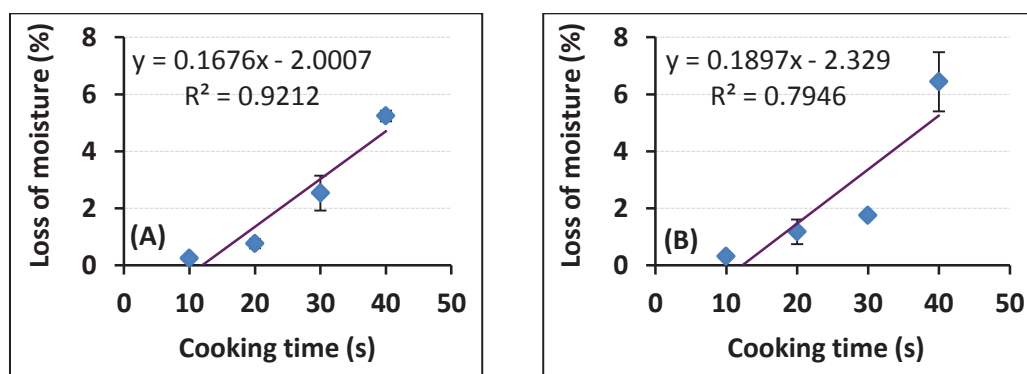 Loss of moisture (%)
8
6
4
2
0
y = 0.1676x - 2.0007
R² = 0.9212
(A)
0 10 20 30 40 50
Cooking time (s)
Loss of moisture (%)
8
6
4
2
0
y = 0.1897x - 2.329
R² = 0.7946
(B)
0 10 20 30 40 50
Cooking time (s)